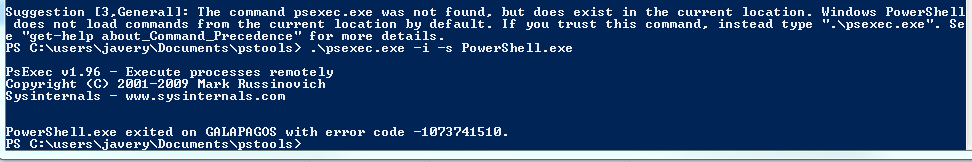 Suggestion [3,General]: The command psexec.exe was not found, but does exist in the current location. Windows PowerShell
 does not load commands from the current location by default. If you trust this command, instead type ".\psexec.exe". Se
e "get-help about_Command_Precedence" for more details.
PS C:\users\javery\Documents\pstools> .\psexec.exe -i -s PowerShell.exe
PsExec v1.96 - Execute processes remotely
Copyright (C) 2001-2009 Mark Russinovich
Sysinternals - www.sysinternals.com
PowerShell.exe exited on GALAPAGOS with error code -1073741510.
PS C:\users\javery\Documents\pstools>